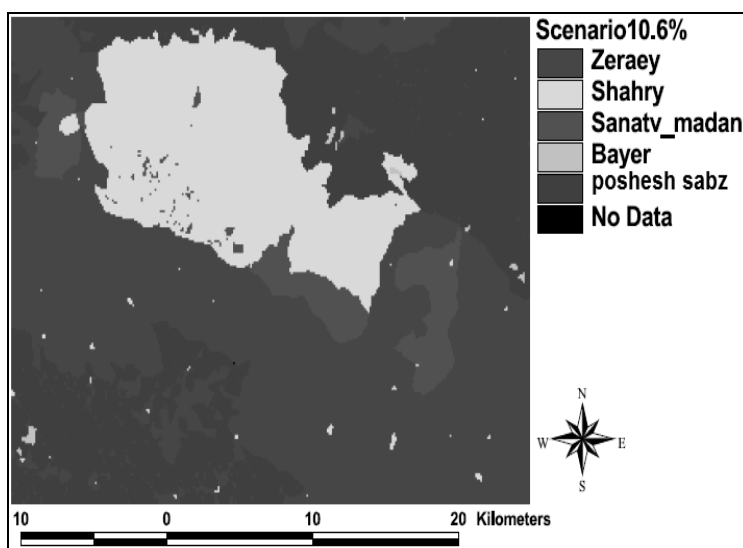 Scenario10.6%
Zeraey
Shahry
Sanatv_madan
Bayer
poshesh sabz
No Data
N
W E
S
10 0 10 20 Kilometers